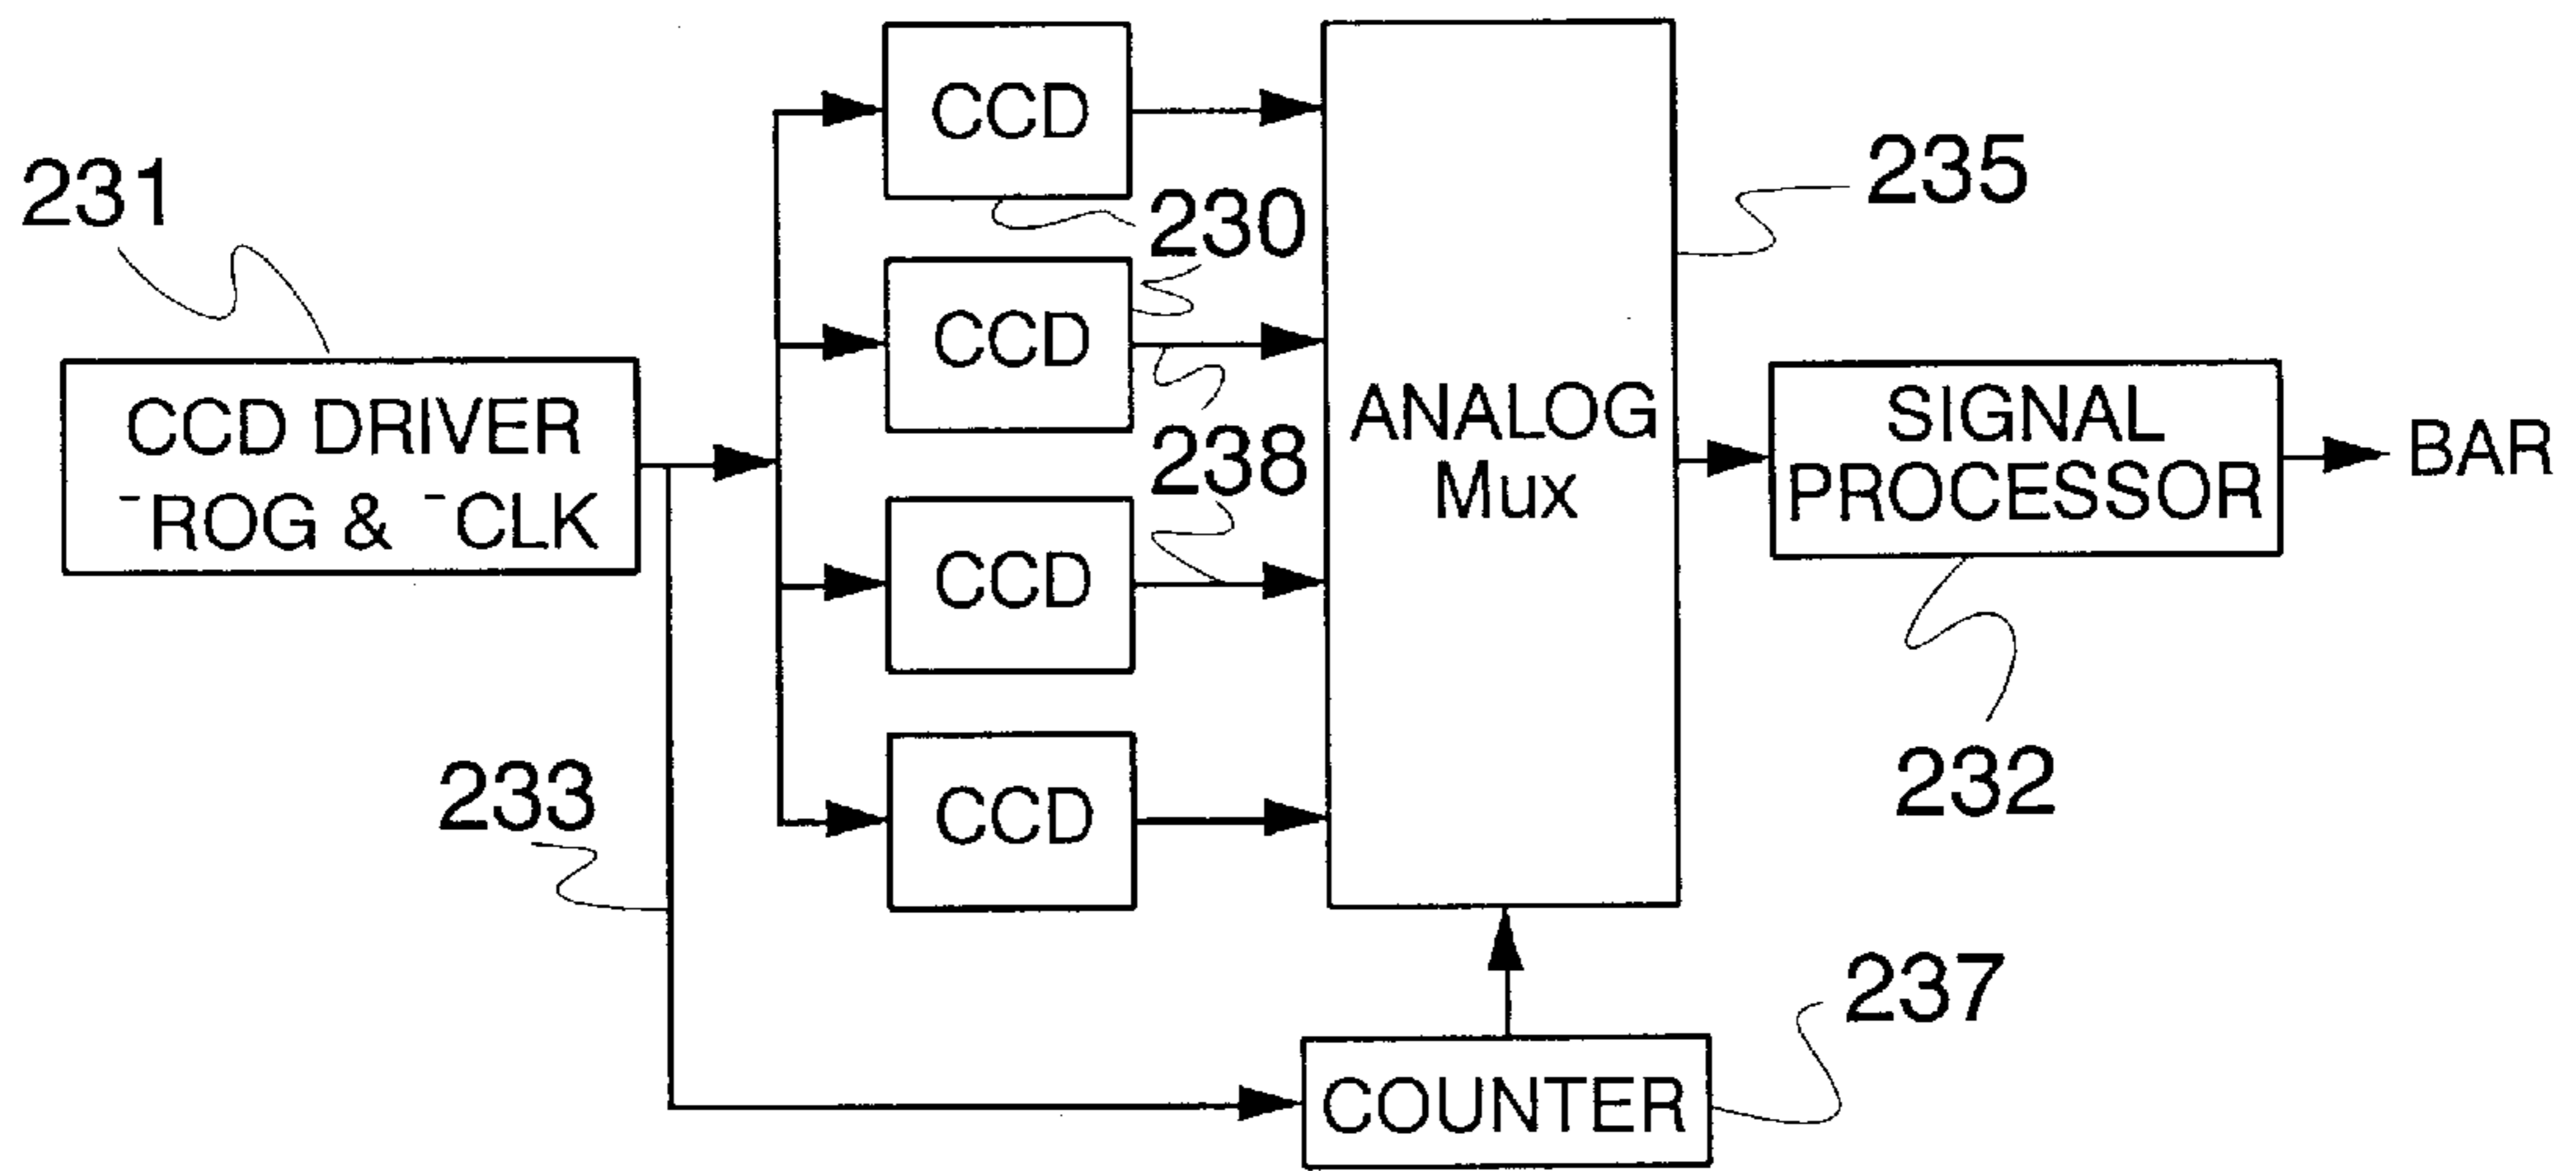 CCD
231
230
235
CCD
CCD DRIVER
¯ROG & ¯CLK
238
ANALOG
Mux
SIGNAL
PROCESSOR
BAR
CCD
233
CCD
232
237
COUNTER